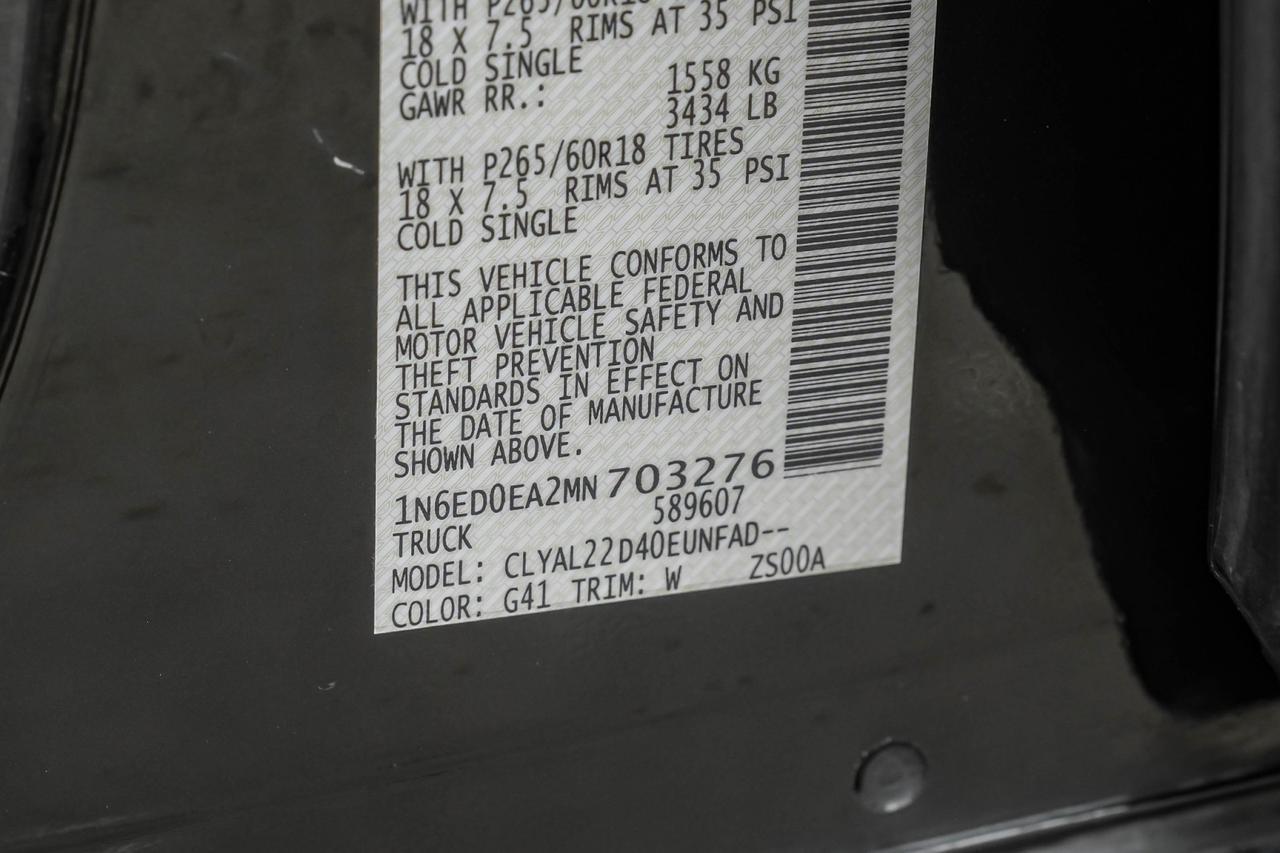 WITH P265/60R18
18 X 7.5 RIMS AT 35 PSI
COLD SINGLE
GAWR RR.: 1558 KG
3434 LB
WITH P265/60R18 TIRES
18 X 7.5 RIMS AT 35 PSI
COLD SINGLE
THIS VEHICLE CONFORMS TO
ALL APPLICABLE FEDERAL
MOTOR VEHICLE SAFETY AND
THEFT PREVENTION
STANDARDS IN EFFECT ON
THE DATE OF MANUFACTURE
SHOWN ABOVE.
1N6ED0EA2MN703276
TRUCK 589607
MODEL: CLYAL22D40EUNFAD--
COLOR: G41 TRIM: W ZS00A